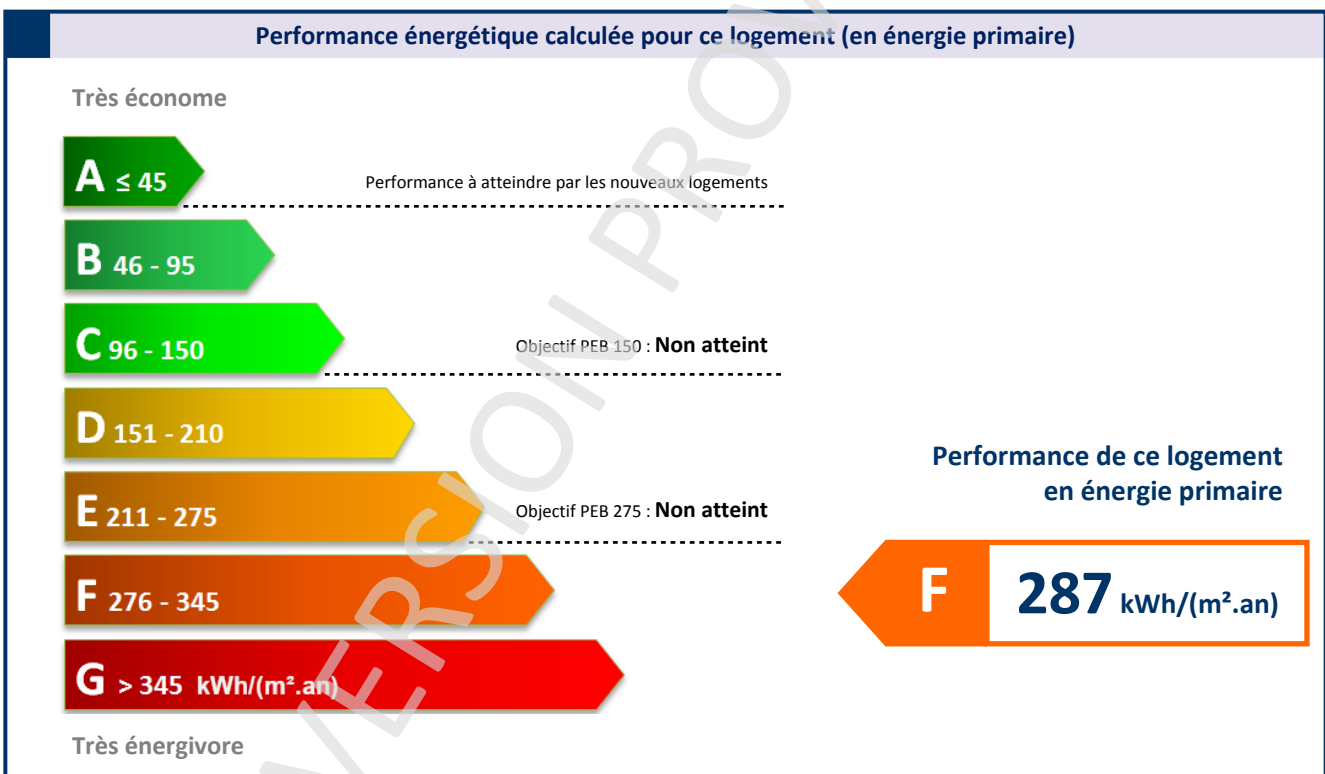 Performance énergétique calculée pour ce logement (en énergie primaire)
Très économe
A ≤ 45
Performance à atteindre par les nouveaux logements
B 46 - 95
C 96 - 150
Objectif PEB 150 : Non atteint
D 151 - 210
Performance de ce logement
en énergie primaire
E 211 - 275
Objectif PEB 275 : Non atteint
F 276 - 345
F 287 kWh/(m².an)
G > 345 kWh/(m².an)
Très énergivore
VERSION PROV